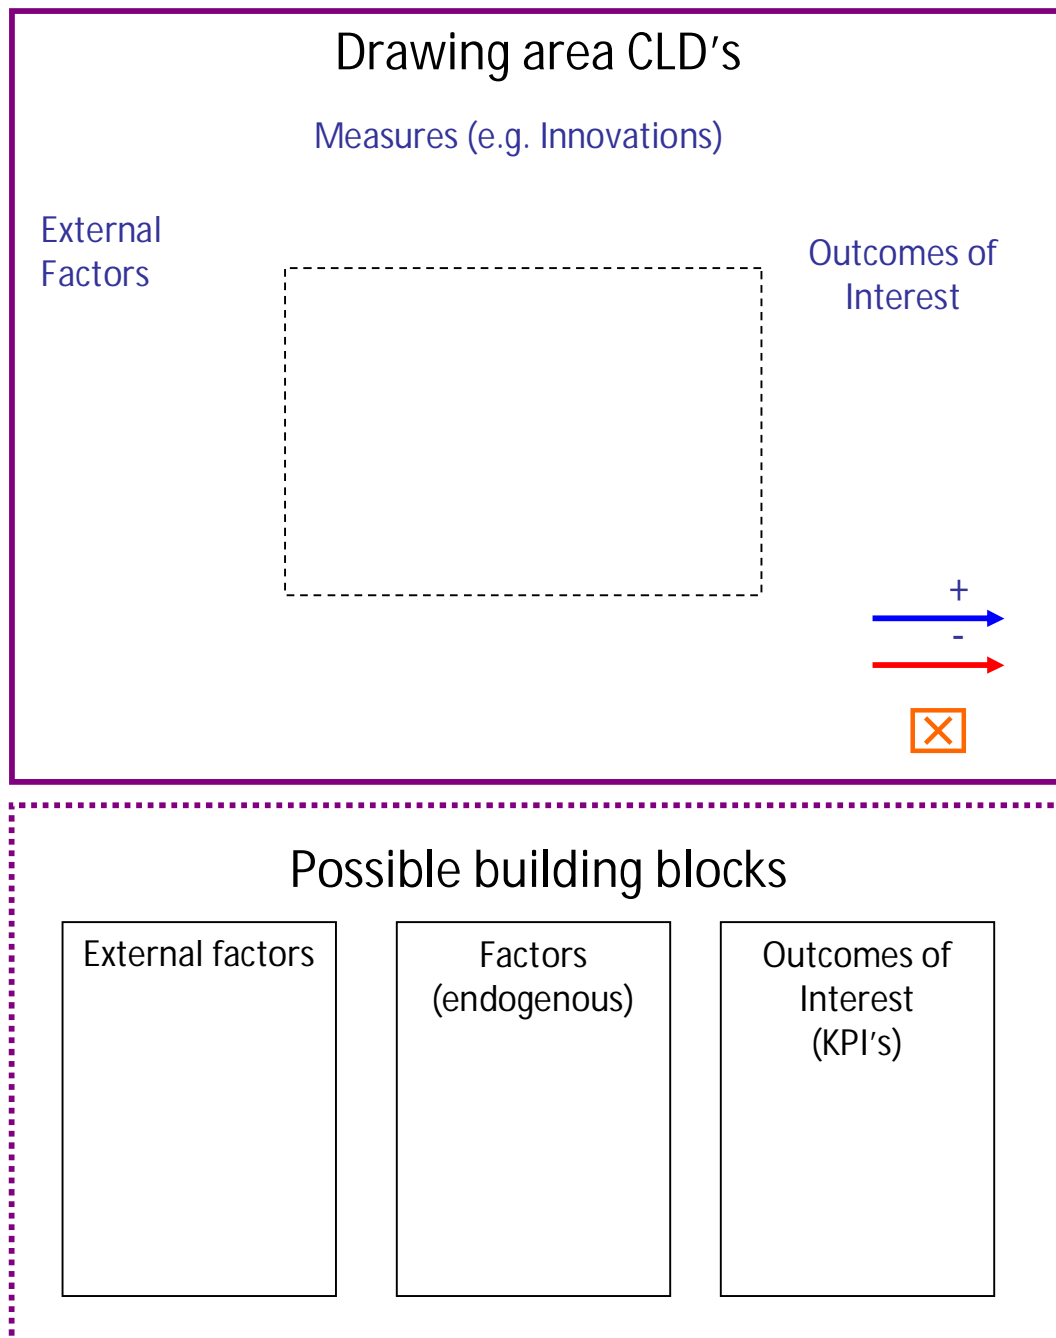 Drawing area CLD's
Measures (e.g. Innovations)
External
Factors
Outcomes of
Interest
+
-
Possible building blocks
External factors
Factors
(endogenous)
Outcomes of
Interest
(KPI's)